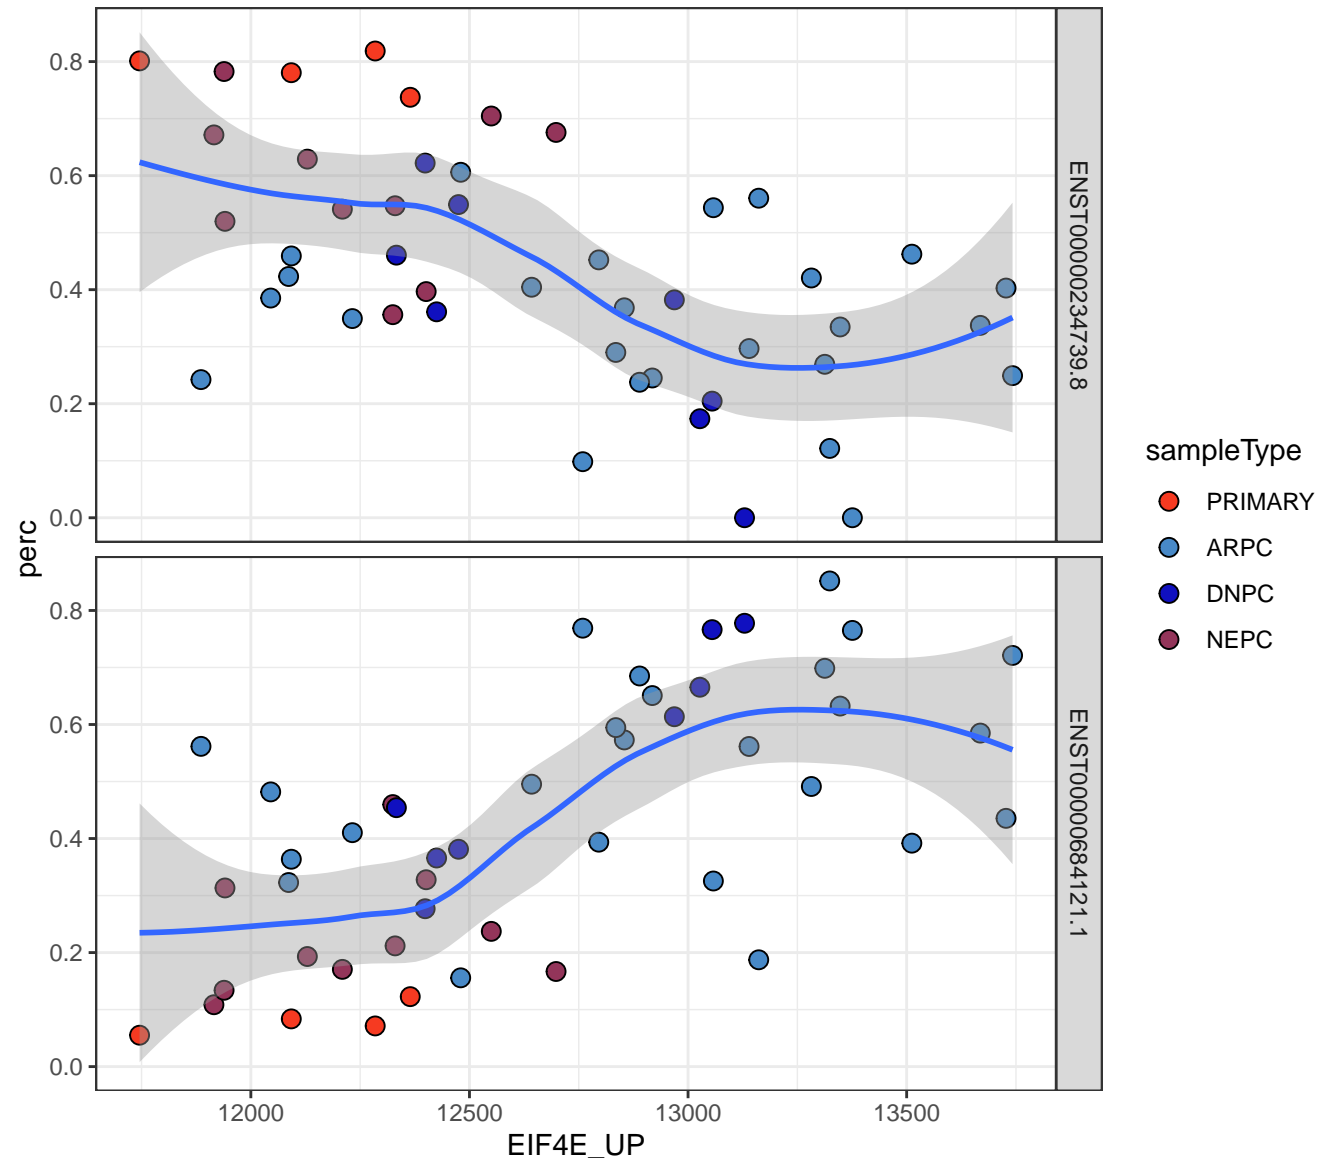 0.8
0.6
0.4
0.2
0.0
ENST00000234739.8
perc
0.8
0.6
0.4
0.2
0.0
ENST00000684121.1
12000
12500
13000
13500
EIF4E_UP
sampleType
PRIMARY
ARPC
DNPC
NEPC